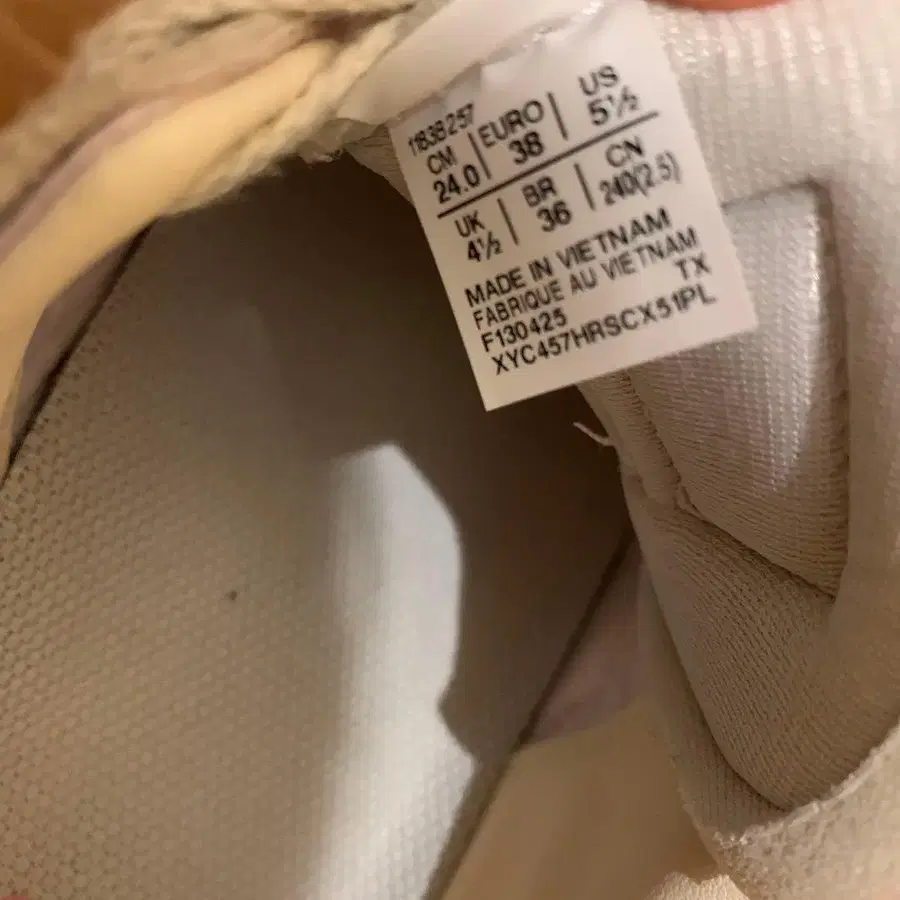 1183B257
CM | EURO | US
24.0 | 38 | 5½
UK | BR | CN
4½ | 36 | 240(2.5)
MADE IN VIETNAM
FABRIQUE AU VIETNAM
F130425 TX
XYC457HRSCX51PL